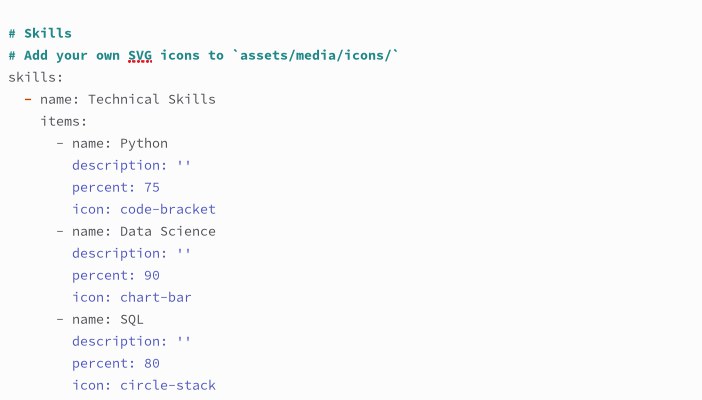 # Skills
# Add your own SVG icons to `assets/media/icons/`
skills:
  - name: Technical Skills
    items:
      - name: Python
        description: ''
        percent: 75
        icon: code-bracket
      - name: Data Science
        description: ''
        percent: 90
        icon: chart-bar
      - name: SQL
        description: ''
        percent: 80
        icon: circle-stack